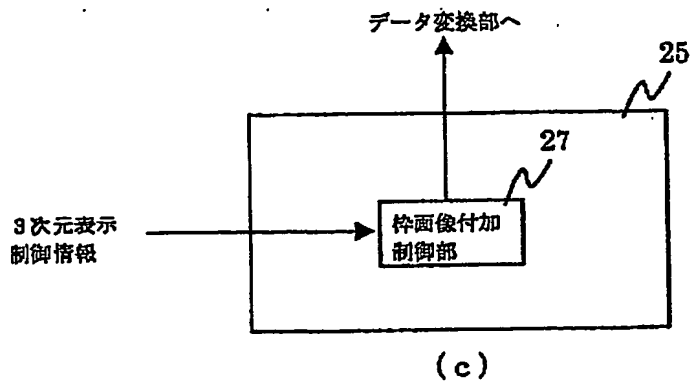 データ変換部へ
25
27
3次元表示
制御情報
枠画像付加
制御部
(c)